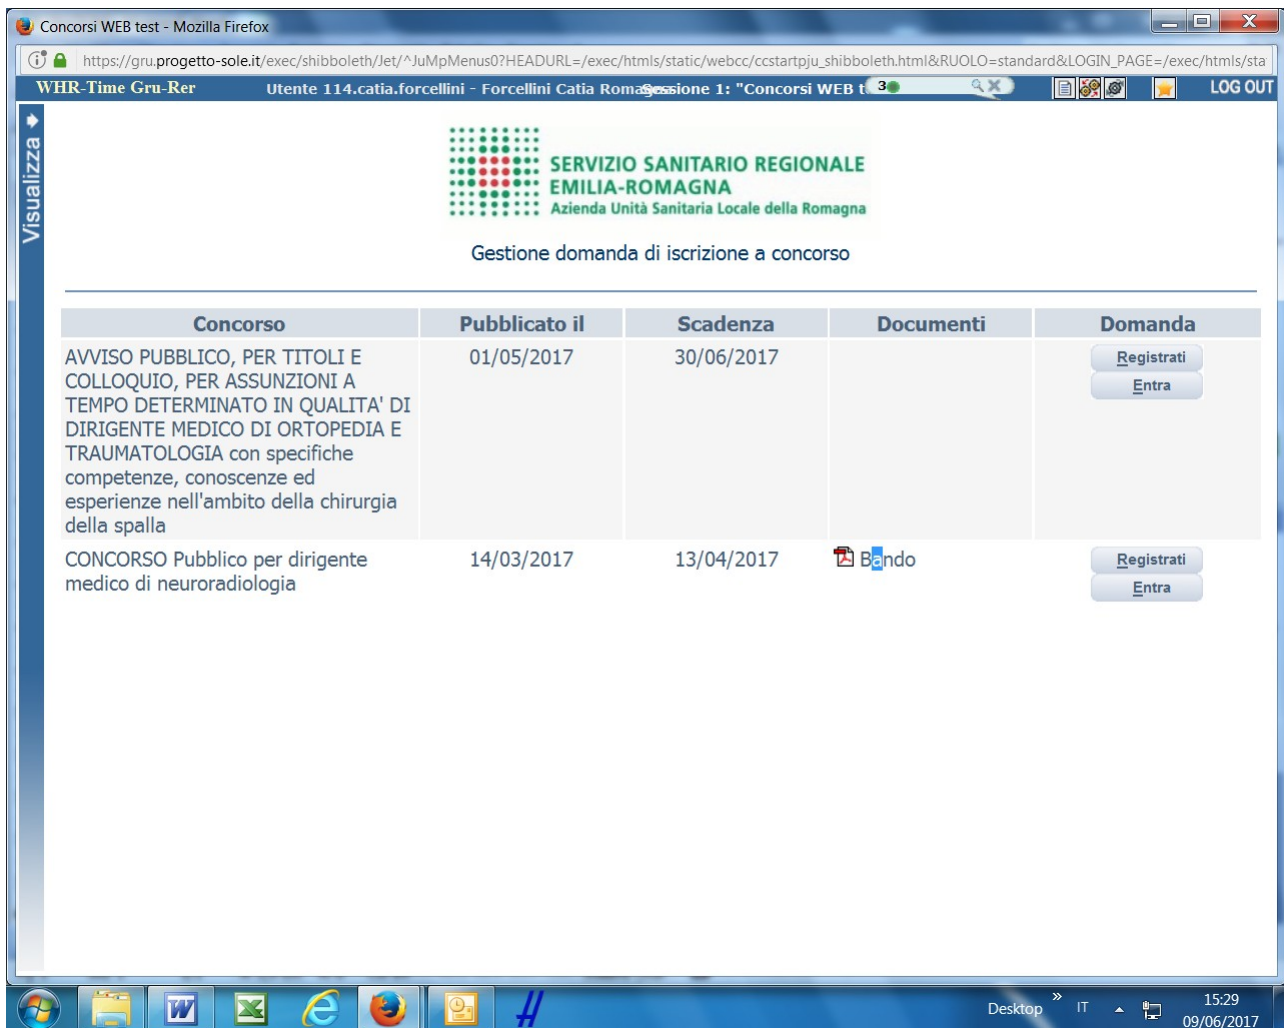 Concorsi WEB test - Mozilla Firefox
https://gru.progetto-sole.it/exec/shibboleth/Jet/^JuMpMenus0?HEADURL=/exec/htmls/static/webcc/ccstartpju_shibboleth.html&RUOLO=standard&LOGIN_PAGE=/exec/htmls/sta
WHR-Time Gru-Rer Utente 114.catia.forcellini - Forcellini Catia Romagna Sessione 1: "Concorsi WEB t 3 LOG OUT
Visualizza
SERVIZIO SANITARIO REGIONALE
EMILIA-ROMAGNA
Azienda Unità Sanitaria Locale della Romagna
Gestione domanda di iscrizione a concorso
Concorso Pubblicato il Scadenza Documenti Domanda
AVVISO PUBBLICO, PER TITOLI E 01/05/2017 30/06/2017 Registrati
COLLOQUIO, PER ASSUNZIONI A Entra
TEMPO DETERMINATO IN QUALITA' DI
DIRIGENTE MEDICO DI ORTOPEDIA E
TRAUMATOLOGIA con specifiche
competenze, conoscenze ed
esperienze nell'ambito della chirurgia
della spalla
CONCORSO Pubblico per dirigente 14/03/2017 13/04/2017 Bando Registrati
medico di neuroradiologia Entra
Desktop » IT 15:29
09/06/2017